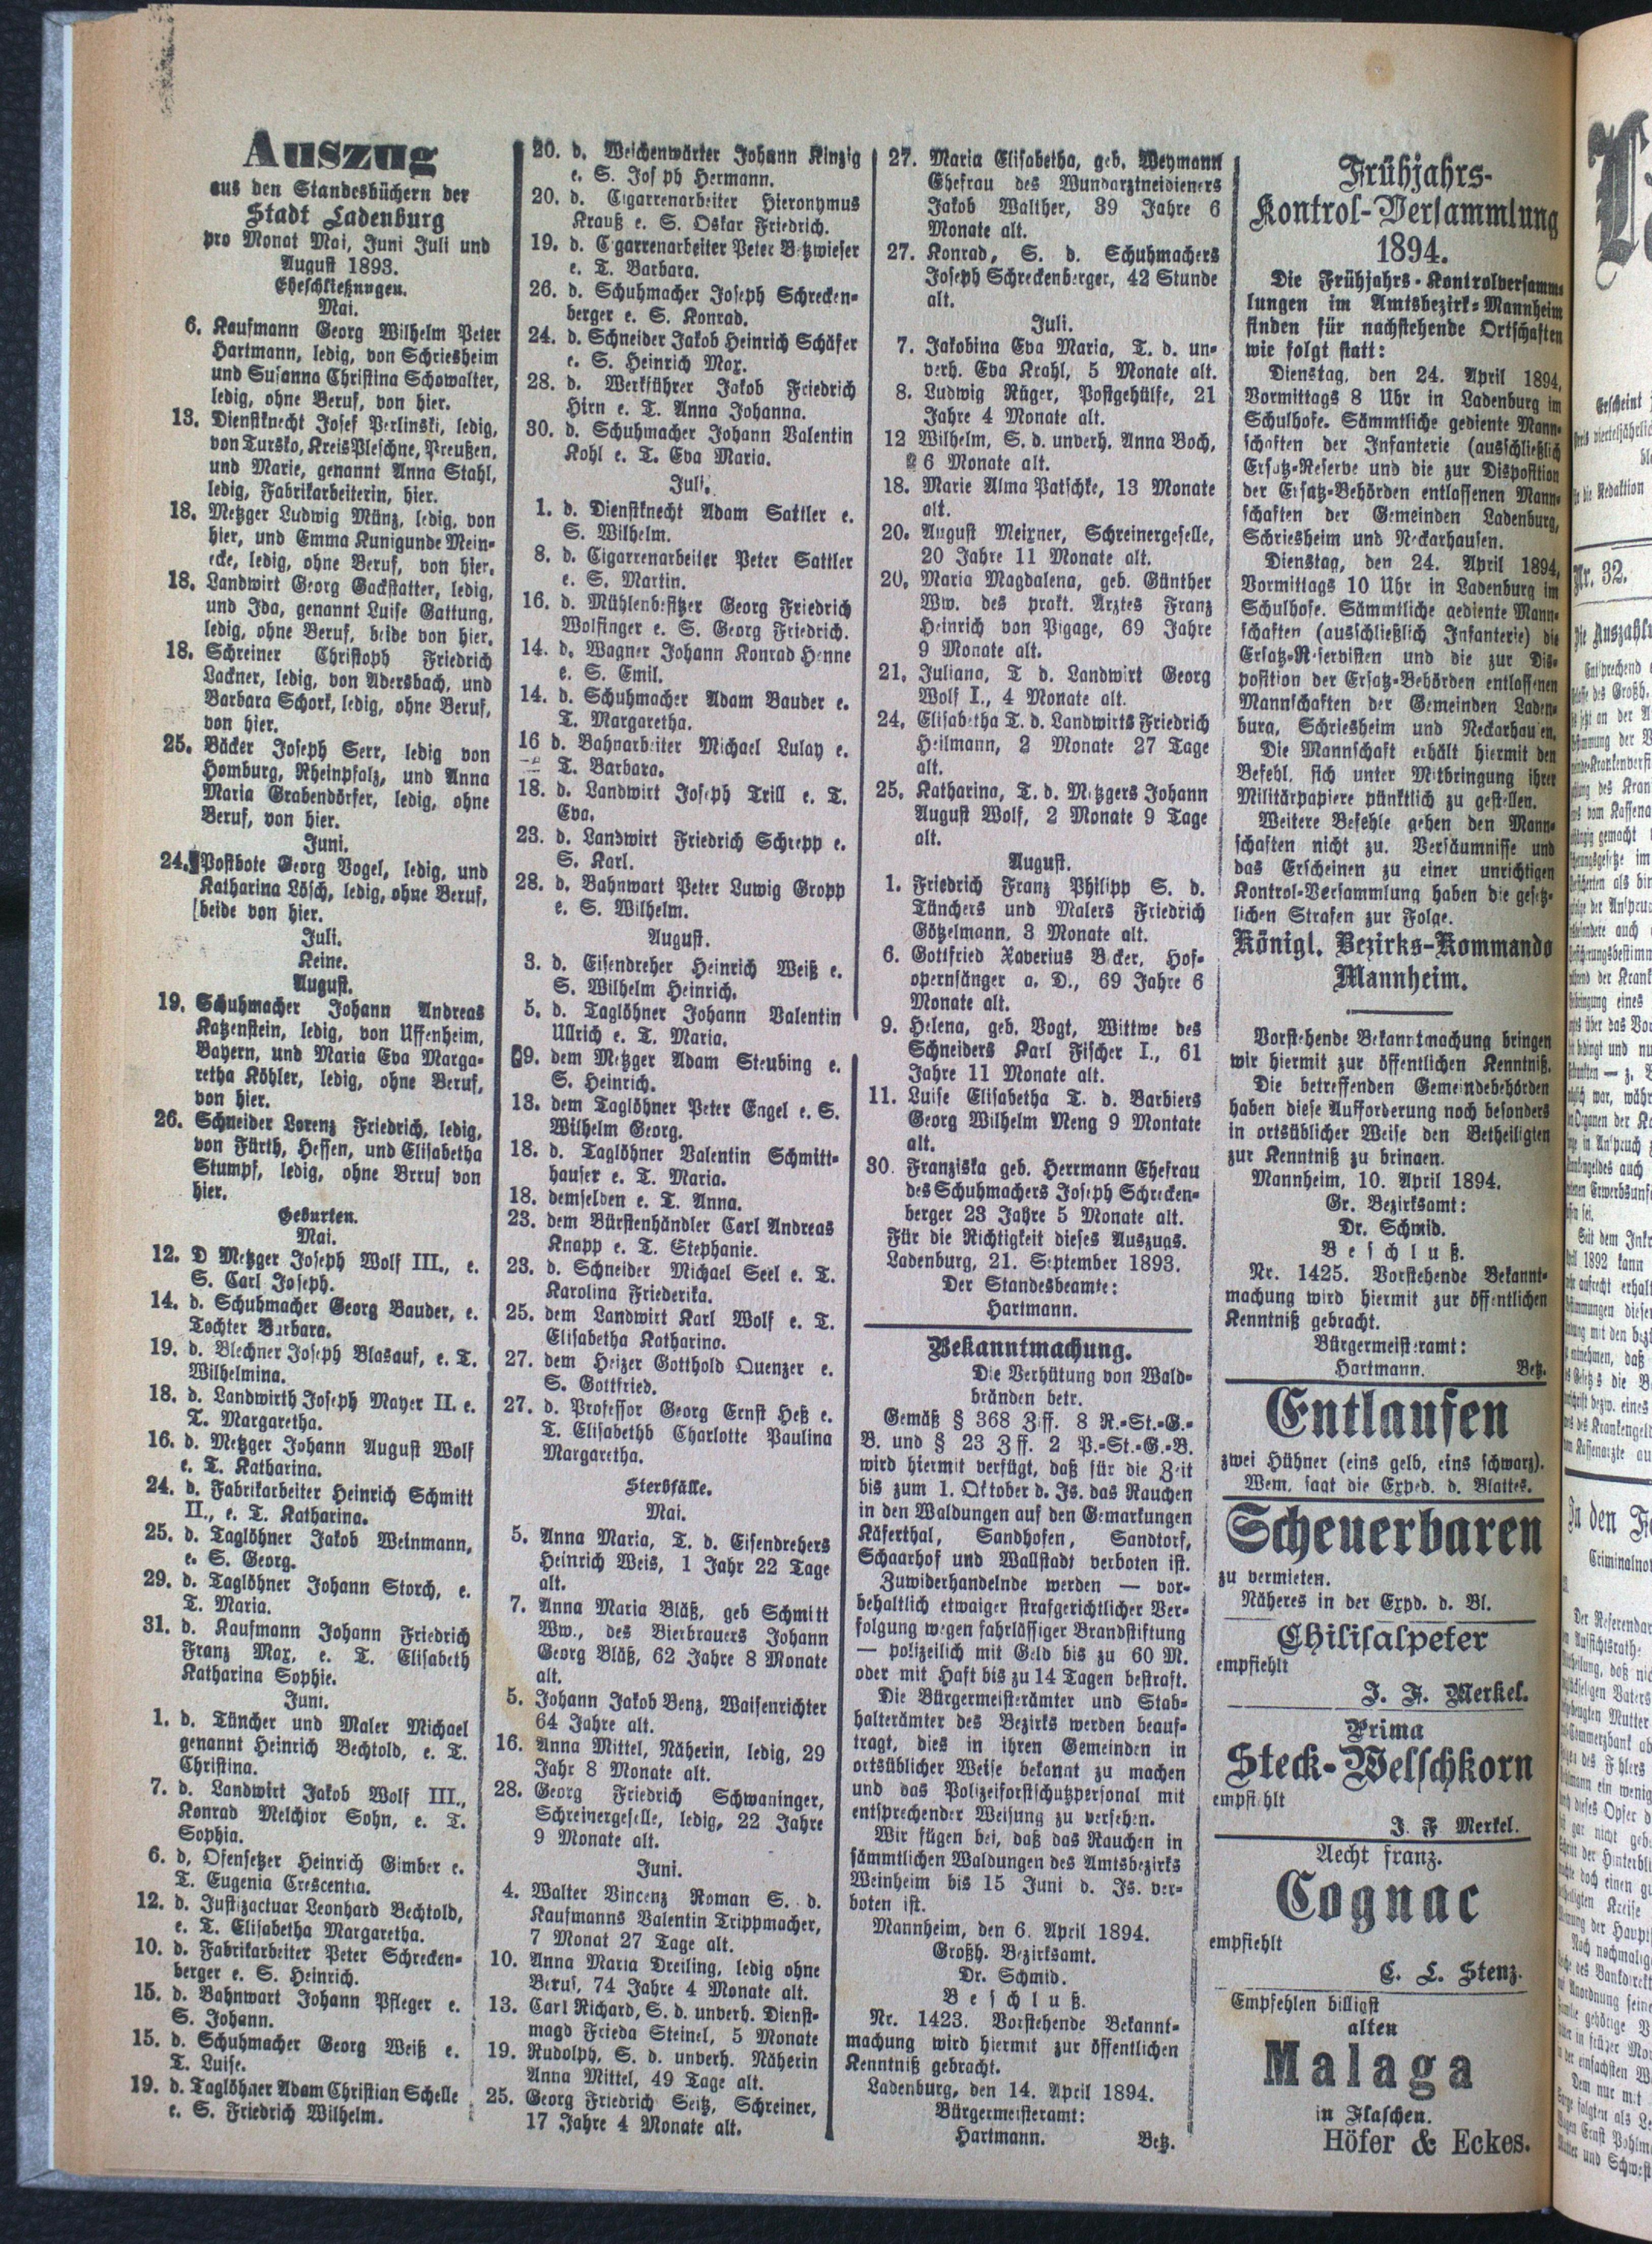 Auszug
aus den Standesbüchern der
Stadt Ladenburg
pro Monat Mai, Juni Juli und
August 1893.
Eheschließungen.
Mai.
6. Kaufmann Georg Wilhelm Peter
Hartmann, ledig, von Schriesheim
und Susanna Christina Schowalter,
ledig, ohne Beruf, von hier.
13. Dienstknecht Josef Perlinski, ledig,
von Tursko, Kreis Pleschne, Preußen,
und Marie, genannt Anna Stahl,
ledig, Fabrikarbeiterin, hier.
18. Metzger Ludwig Münz, ledig, von
hier, und Emma Kunigunde Mein-
ecke, ledig, ohne Beruf, von hier.
18. Landwirt Georg Gackstatter, ledig,
und Ida, genannt Luise Gattung,
ledig, ohne Beruf, beide von hier.
18. Schreiner Christoph Friedrich
Lackner, ledig, von Adersbach, und
Barbara Schork, ledig, ohne Beruf,
von hier.
25. Bäcker Joseph Serr, ledig von
Homburg, Rheinpfalz, und Anna
Maria Grabendörfer, ledig, ohne
Beruf, von hier.
Juni.
24. Postbote Georg Vogel, ledig, und
Katharina Lösch, ledig, ohne Beruf,
[beide von hier.
Juli.
Keine.
August.
19. Schuhmacher Johann Andreas
Katzenstein, ledig, von Uffenheim,
Bayern, und Maria Eva Marga-
retha Köhler, ledig, ohne Beruf,
von hier.
26. Schneider Lorenz Friedrich, ledig,
von Fürth, Hessen, und Elisabetha
Stumpf, ledig, ohne Brruf von
hier.
Geburten.
Mai.
12. D Metzger Joseph Wolf III., e.
S. Carl Joseph.
14. d. Schuhmacher Georg Bauder, e.
Tochter Barbara.
19. d. Blechner Joseph Blasauf, e. T.
Wilhelmina.
18. d. Landwirth Joseph Mayer II. e.
T. Margaretha.
16. d. Metzger Johann August Wolf
e. T. Katharina.
24. d. Fabrikarbeiter Heinrich Schmitt
II., e. T. Katharina.
25. d. Taglöhner Jakob Weinmann,
e. S. Georg.
29. d. Taglöhner Johann Storch, e.
T. Maria.
31. d. Kaufmann Johann Friedrich
Franz Max, e. T. Elisabeth
Katharina Sophie.
Juni.
1. d. Tüncher und Maler Michael
genannt Heinrich Bechtold, e. T.
Christina.
7. d. Landwirt Jakob Wolf III.,
Konrad Melchior Sohn, e. T.
Sophia.
6. d. Ofensetzer Heinrich Gimber e.
T. Eugenia Crescentia.
12. d. Justizactuar Leonhard Bechtold,
e. T. Elisabetha Margaretha.
10. d. Fabrikarbeiter Peter Schrecken-
berger e. S. Heinrich.
15. d. Bahnwart Johann Pfleger e.
S. Johann.
15. d. Schuhmacher Georg Weiß e.
T. Luise.
19. d. Taglöhner Adam Christian Schelle
e. S. Friedrich Wilhelm.
20. d. Weichenwärter Johann Kinzig
e. S. Jos ph Hermann.
20. d. Cigarrenarbeiter Hieronymus
Krauß e. S. Oskar Friedrich.
19. d. C garrenarbeiter Peter B tzwieser
e. T. Barbara.
26. d. Schuhmacher Joseph Schrecken-
berger e. S. Konrad.
24. d. Schneider Jakob Heinrich Schäfer
e. S. Heinrich Max.
28. d. Werkführer Jakob Friedrich
Hirn e. T. Anna Johanna.
30. d. Schuhmacher Johann Valentin
Kohl e. T. Eva Maria.
Juli.
1. d. Dienstknecht Adam Sattler e.
S. Wilhelm.
8. d. Cigarrenarbeiter Peter Sattler
e. S. Martin.
16. d. Mühlenbesitzer Georg Friedrich
Wolfinger e. S. Georg Friedrich.
14. d. Wagner Johann Konrad Henne
e. S. Emil.
14. d. Schuhmacher Adam Bauder e.
T. Margaretha.
16 d. Bahnarbeiter Michael Lulay e.
T. Barbara.
18. d. Landwirt Joseph Trill e. T.
Eva.
23. d. Landwirt Friedrich Schrepp e.
S. Karl.
28. d. Bahnwart Peter Lutwig Gropp
e. S. Wilhelm.
August.
3. d. Eisendreher Heinrich Weiß e.
S. Wilhelm Heinrich.
5. d. Taglöhner Johann Valentin
Ullrich e. T. Maria.
9. dem Metzger Adam Steubing e.
S. Heinrich.
13. dem Taglöhner Peter Engel e. S.
Wilhelm Georg.
18. d. Taglöhner Valentin Schmitt-
hauser e. T. Maria.
18. demselben e. T. Anna.
23. dem Bürstenhändler Carl Andreas
Knapp e. T. Stephanie.
23. d. Schneider Michael Seel e. T.
Karolina Friederika.
25. dem Landwirt Karl Wolf e. T.
Elisabetha Katharina.
27. dem Heizer Gotthold Quenzer e.
S. Gottfried.
27. d. Professor Georg Ernst Heß e.
T. Elisabethb Charlotte Paulina
Margaretha.
Sterbfälle.
Mai.
5. Anna Maria, T. d. Eisendrehers
Heinrich Weis, 1 Jahr 22 Tage
alt.
7. Anna Maria Bläß, geb Schmitt
Ww., des Bierbrauers Johann
Georg Bläß, 62 Jahre 8 Monate
alt.
5. Johann Jakob Benz, Waisenrichter
64 Jahre alt.
16. Anna Mittel, Näherin, ledig, 29
Jahr 8 Monate alt.
28. Georg Friedrich Schwaninger,
Schreinergeselle, ledig, 22 Jahre
9 Monate alt.
Juni.
4. Walter Vincenz Roman S. d.
Kaufmanns Valentin Trippmacher,
7 Monat 27 Tage alt.
10. Anna Maria Dreiling, ledig ohne
Beruf, 74 Jahre 4 Monate alt.
13. Carl Richard, S. d. unverh. Dienst-
magd Frieda Steinel, 5 Monate
19. Rudolph, S. d. unverh. Näherin
Anna Mittel, 49 Tage alt.
25. Georg Friedrich Seitz, Schreiner,
17 Jahre 4 Monate alt.
27. Maria Elisabetha, geb. Weymann
Ehefrau des Wundarztneidieners
Jakob Walther, 39 Jahre 6
Monate alt.
27. Konrad, S. d. Schuhmachers
Joseph Schreckenberger, 42 Stunde
alt.
Juli.
7. Jakobina Eva Maria, T. d. un-
verh. Eva Krahl, 5 Monate alt.
8. Ludwig Rüger, Postgehülfe, 21
Jahre 4 Monate alt.
12 Wilhelm, S. d. unverh. Anna Boch,
6 Monate alt.
18. Marie Alma Patschke, 13 Monate
alt.
20. August Meixner, Schreinergeselle,
20 Jahre 11 Monate alt.
20. Maria Magdalena, geb. Günther
Ww. des prakt. Arztes Franz
Heinrich von Pigage, 69 Jahre
9 Monate alt.
21. Juliana, T d. Landwirt Georg
Wolf I., 4 Monate alt.
24. Elisabetha T. d. Landwirts Friedrich
Heilmann, 2 Monate 27 Tage
alt.
25. Katharina, T. d. Metzgers Johann
August Wolf, 2 Monate 9 Tage
alt.
August.
1. Friedrich Franz Philipp S. d.
Tünchers und Malers Friedrich
Götzelmann, 3 Monate alt.
6. Gottfried Xaverius B cker, Hof-
opernsänger a. D., 69 Jahre 6
Monate alt.
9. Helena, geb. Vogt, Wittwe des
Schneiders Karl Fischer I., 61
Jahre 11 Monate alt.
11. Luise Elisabetha T. d. Barbiers
Georg Wilhelm Meng 9 Montate
alt.
30. Franziska geb. Herrmann Ehefrau
des Schuhmachers Joseph Schrecken-
berger 23 Jahre 5 Monate alt.
Für die Richtigkeit dieses Auszugs.
Ladenburg, 21. September 1893.
Der Standesbeamte:
Hartmann.
Bekanntmachung.
Die Verhütung von Wald-
bränden betr.
Gemäß § 368 Ziff. 8 R.-St.-G.-
B. und § 23 Ziff. 2 P.-St.-G.-B.
wird hiermit verfügt, daß für die Zeit
bis zum 1. Oktober d. Js. das Rauchen
in den Waldungen auf den Gemarkungen
Käferthal, Sandhofen, Sandtorf,
Schaarhof und Wallstadt verboten ist.
Zuwiderhandelnde werden — vor-
behaltlich etwaiger strafgerichtlicher Ver-
folgung wegen fahrlässiger Brandstiftung
— polizeilich mit Geld bis zu 60 M.
oder mit Haft bis zu 14 Tagen bestraft.
Die Bürgermeisterämter und Stab-
halterämter des Bezirks werden beauf-
tragt, dies in ihren Gemeinden in
ortsüblicher Weise bekannt zu machen
und das Polizeiforstschutzpersonal mit
entsprechender Weisung zu versehen.
Wir fügen bei, daß das Rauchen in
sämmtlichen Waldungen des Amtsbezirks
Weinheim bis 15 Juni d. Js. ver-
boten ist.
Mannheim, den 6. April 1894.
Großh. Bezirksamt.
Dr. Schmid.
Beschluß.
Nr. 1423. Vorstehende Bekannt-
machung wird hiermit zur öffentlichen
Kenntniß gebracht.
Ladenburg, den 14. April 1894.
Bürgermeisteramt:
Hartmann. Betz.
Frühjahrs-
Kontrol-Versammlung
1894.
Die Frühjahrs-Kontrolversamm-
lungen im Amtsbezirk-Mannheim
finden für nachstehende Ortschaften
wie folgt statt:
Dienstag, den 24. April 1894,
Vormittags 8 Uhr in Ladenburg im
Schulhofe. Sämmtliche gediente Mann-
schaften der Infanterie (ausschließlich
Ersatz-Reserve und die zur Disposition
der Ersatz-Behörden entlassenen Mann-
schaften der Gemeinden Ladenburg,
Schriesheim und Neckarhausen.
Dienstag, den 24. April 1894,
Vormittags 10 Uhr in Ladenburg im
Schulhofe. Sämmtliche gediente Mann-
schaften (ausschließlich Infanterie) die
Ersatz-Reservisten und die zur Dis-
position der Ersatz-Behörden entlassenen
Mannschaften der Gemeinden Laden-
burg, Schriesheim und Neckarhausen.
Die Mannschaft erhält hiermit den
Befehl, sich unter Mitbringung ihrer
Militärpapiere pünktlich zu gestellen.
Weitere Befehle gehen den Mann-
schaften nicht zu. Versäumnisse und
das Erscheinen zu einer unrichtigen
Kontrol-Versammlung haben die gesetz-
lichen Strafen zur Folge.
Königl. Bezirks-Kommando
Mannheim.
Vorstehende Bekanntmachung bringen
wir hiermit zur öffentlichen Kenntniß.
Die betreffenden Gemeindebehörden
haben diese Aufforderung noch besonders
in ortsüblicher Weise den Betheiligten
zur Kenntniß zu bringen.
Mannheim, 10. April 1894.
Gr. Bezirksamt:
Dr. Schmid.
Beschluß.
Nr. 1425. Vorstehende Bekannt-
machung wird hiermit zur öffentlichen
Kenntniß gebracht.
Bürgermeisteramt:
Hartmann. Betz.
Entlaufen
zwei Hühner (eins gelb, eins schwarz).
Wem, sagt die Exped. d. Blattes.
Scheuerbaren
zu vermieten.
Näheres in der Expd. d. Bl.
Chilisalpeter
empfiehlt
J. F. Merkel.
Prima
Steck-Welschkorn
empfi hlt
J. F. Merkel.
Aecht franz.
Cognac
empfiehlt
C. L. Stenz.
Empfehlen billigst
alten
Malaga
in Flaschen.
Höfer & Eckes.
Erscheint
Nr. 32.
Die Auszahl
In den